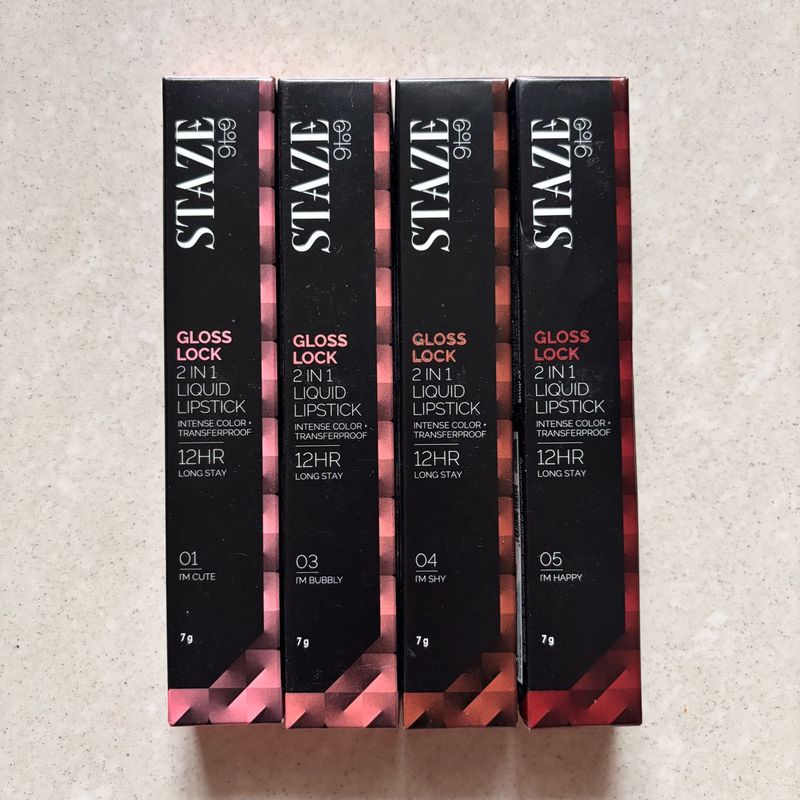 STAZE
9to9
GLOSS
LOCK
2 IN 1
LIQUID
LIPSTICK
INTENSE COLOR +
TRANSFERPROOF
12HR
LONG STAY
01
I'M CUTE
7g
STAZE
9to9
GLOSS
LOCK
2 IN 1
LIQUID
LIPSTICK
INTENSE COLOR +
TRANSFERPROOF
12HR
LONG STAY
03
I'M BUBBLY
7g
STAZE
9to9
GLOSS
LOCK
2 IN 1
LIQUID
LIPSTICK
INTENSE COLOR +
TRANSFERPROOF
12HR
LONG STAY
04
I'M SHY
7g
STAZE
9to9
GLOSS
LOCK
2 IN 1
LIQUID
LIPSTICK
INTENSE COLOR +
TRANSFERPROOF
12HR
LONG STAY
05
I'M HAPPY
7g